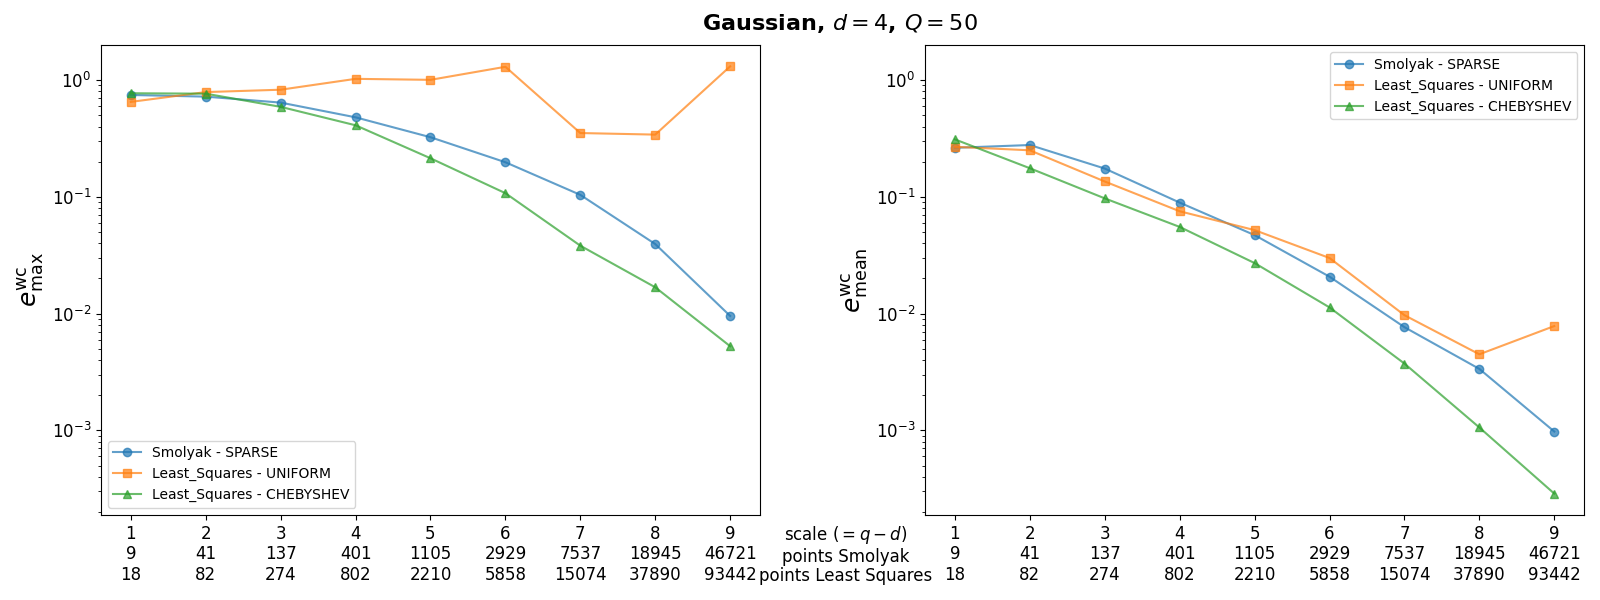 Gaussian, d = 4, Q = 50
e^wc_max
10^0
10^-1
10^-2
10^-3
Smolyak - SPARSE
Least_Squares - UNIFORM
Least_Squares - CHEBYSHEV
1 2 3 4 5 6 7 8 9
9 41 137 401 1105 2929 7537 18945 46721
18 82 274 802 2210 5858 15074 37890 93442
scale (= q − d)
points Smolyak
points Least Squares
e^wc_mean
10^0
10^-1
10^-2
10^-3
Smolyak - SPARSE
Least_Squares - UNIFORM
Least_Squares - CHEBYSHEV
1 2 3 4 5 6 7 8 9
9 41 137 401 1105 2929 7537 18945 46721
18 82 274 802 2210 5858 15074 37890 93442